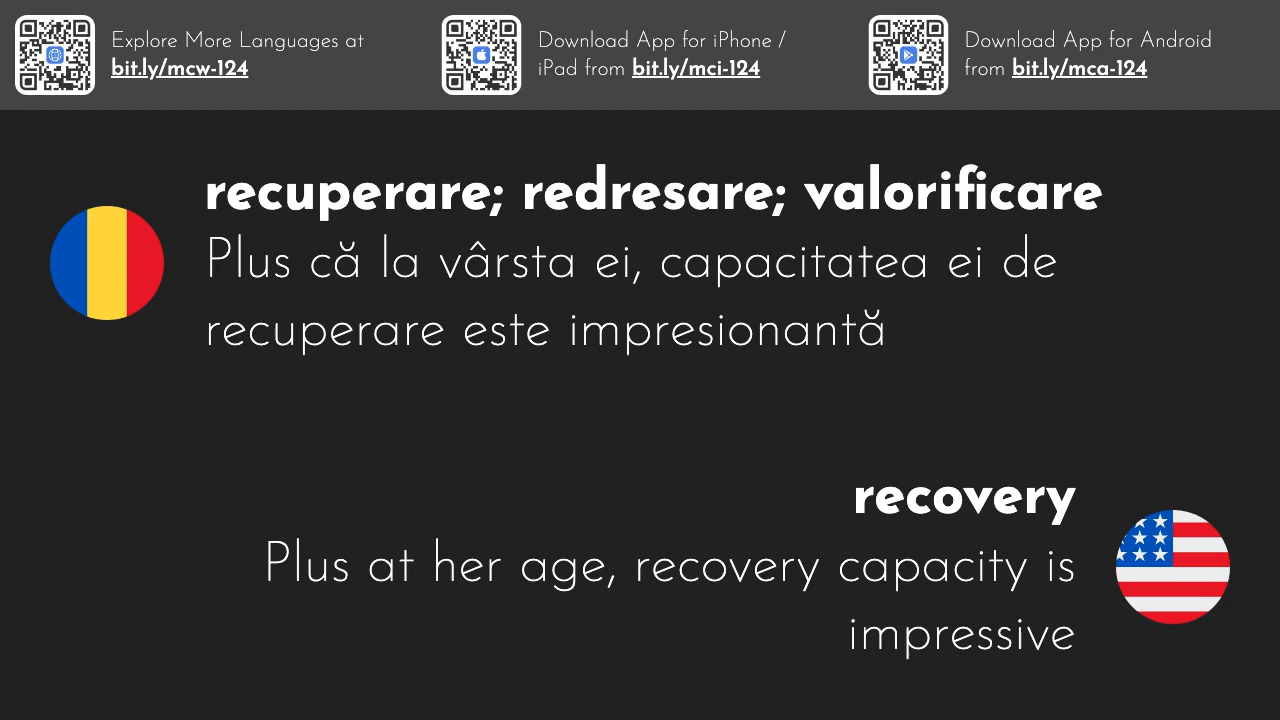 Explore More Languages at
bit.ly/mcw-124
Download App for iPhone /
iPad from bit.ly/mci-124
Download App for Android
from bit.ly/mca-124
recuperare; redresare; valorificare
Plus că la vârsta ei, capacitatea ei de
recuperare este impresionantă
recovery
Plus at her age, recovery capacity is
impressive